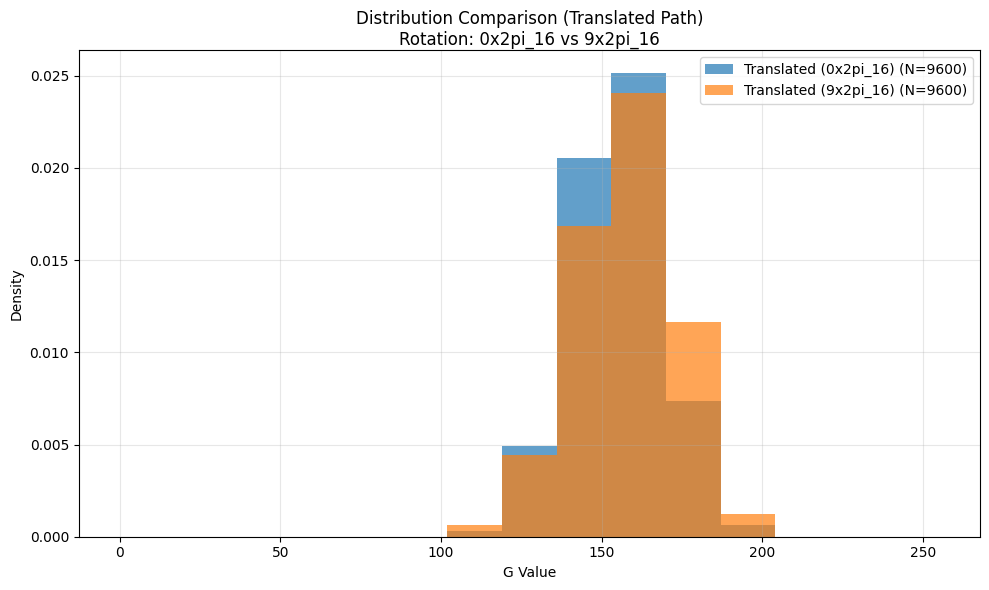 Distribution Comparison (Translated Path)
Rotation: 0x2pi_16 vs 9x2pi_16
Translated (0x2pi_16) (N=9600)
Translated (9x2pi_16) (N=9600)
Density
0.025
0.020
0.015
0.010
0.005
0.000
0 50 100 150 200 250
G Value